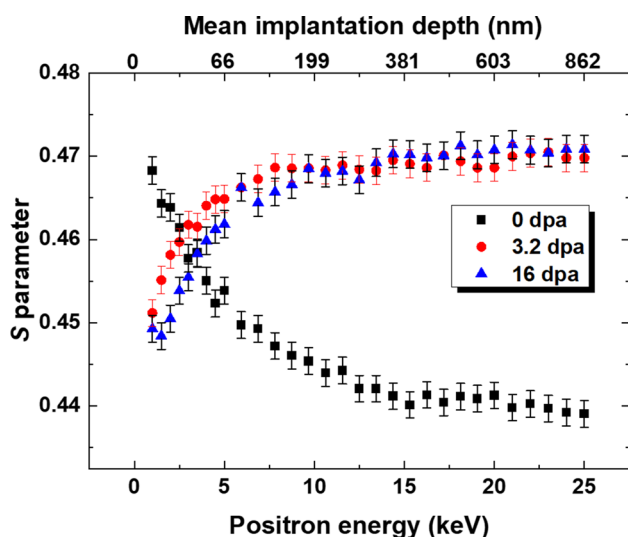 Mean implantation depth (nm)
0 66 199 381 603 862
0.48
0.47
0.46
0.45
0.44
S parameter
0 dpa
3.2 dpa
16 dpa
0 5 10 15 20 25
Positron energy (keV)